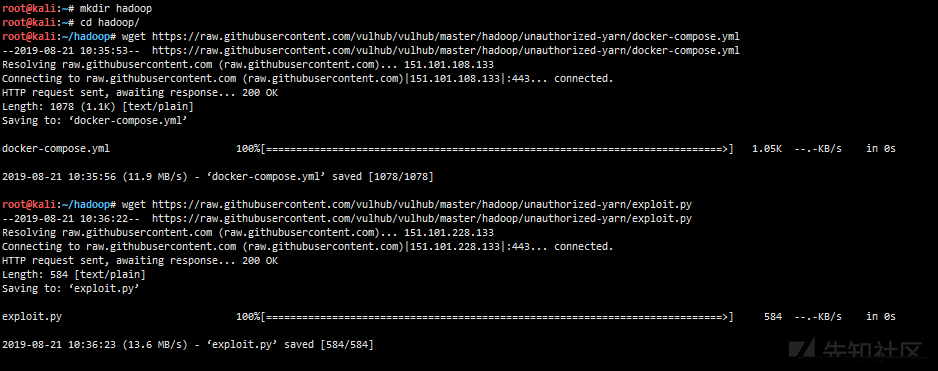 root@kali:~# mkdir hadoop
root@kali:~# cd hadoop/
root@kali:~/hadoop# wget https://raw.githubusercontent.com/vulhub/vulhub/master/hadoop/unauthorized-yarn/docker-compose.yml
--2019-08-21 10:35:53--  https://raw.githubusercontent.com/vulhub/vulhub/master/hadoop/unauthorized-yarn/docker-compose.yml
Resolving raw.githubusercontent.com (raw.githubusercontent.com)... 151.101.108.133
Connecting to raw.githubusercontent.com (raw.githubusercontent.com)|151.101.108.133|:443... connected.
HTTP request sent, awaiting response... 200 OK
Length: 1078 (1.1K) [text/plain]
Saving to: ‘docker-compose.yml’
docker-compose.yml 100%[============================================================================>] 1.05K --.-KB/s in 0s
2019-08-21 10:35:56 (11.9 MB/s) - ‘docker-compose.yml’ saved [1078/1078]
root@kali:~/hadoop# wget https://raw.githubusercontent.com/vulhub/vulhub/master/hadoop/unauthorized-yarn/exploit.py
--2019-08-21 10:36:22--  https://raw.githubusercontent.com/vulhub/vulhub/master/hadoop/unauthorized-yarn/exploit.py
Resolving raw.githubusercontent.com (raw.githubusercontent.com)... 151.101.228.133
Connecting to raw.githubusercontent.com (raw.githubusercontent.com)|151.101.228.133|:443... connected.
HTTP request sent, awaiting response... 200 OK
Length: 584 [text/plain]
Saving to: ‘exploit.py’
exploit.py 100%[============================================================================>] 584 --.-KB/s in 0s
2019-08-21 10:36:23 (13.6 MB/s) - ‘exploit.py’ saved [584/584]
先知社区